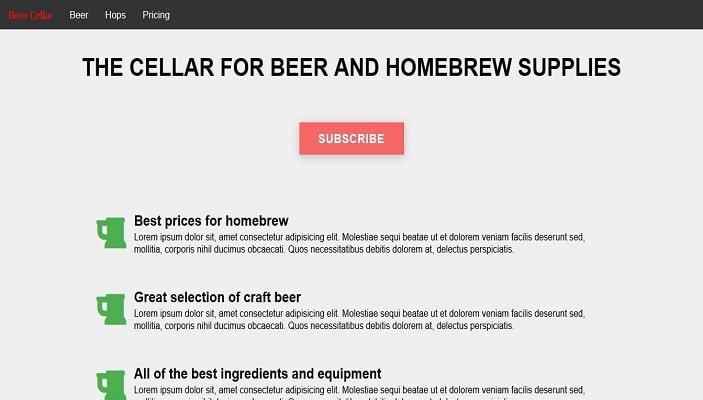 Beer Cellar Beer Hops Pricing
THE CELLAR FOR BEER AND HOMEBREW SUPPLIES
SUBSCRIBE
Best prices for homebrew
Lorem ipsum dolor sit, amet consectetur adipisicing elit. Molestiae sequi beatae ut et dolorem veniam facilis deserunt sed,
mollitia, corporis nihil ducimus obcaecati. Quos necessitatibus debitis dolorem at, delectus perspiciatis.
Great selection of craft beer
Lorem ipsum dolor sit, amet consectetur adipisicing elit. Molestiae sequi beatae ut et dolorem veniam facilis deserunt sed,
mollitia, corporis nihil ducimus obcaecati. Quos necessitatibus debitis dolorem at, delectus perspiciatis.
All of the best ingredients and equipment
Lorem ipsum dolor sit, amet consectetur adipisicing elit. Molestiae sequi beatae ut et dolorem veniam facilis deserunt sed,